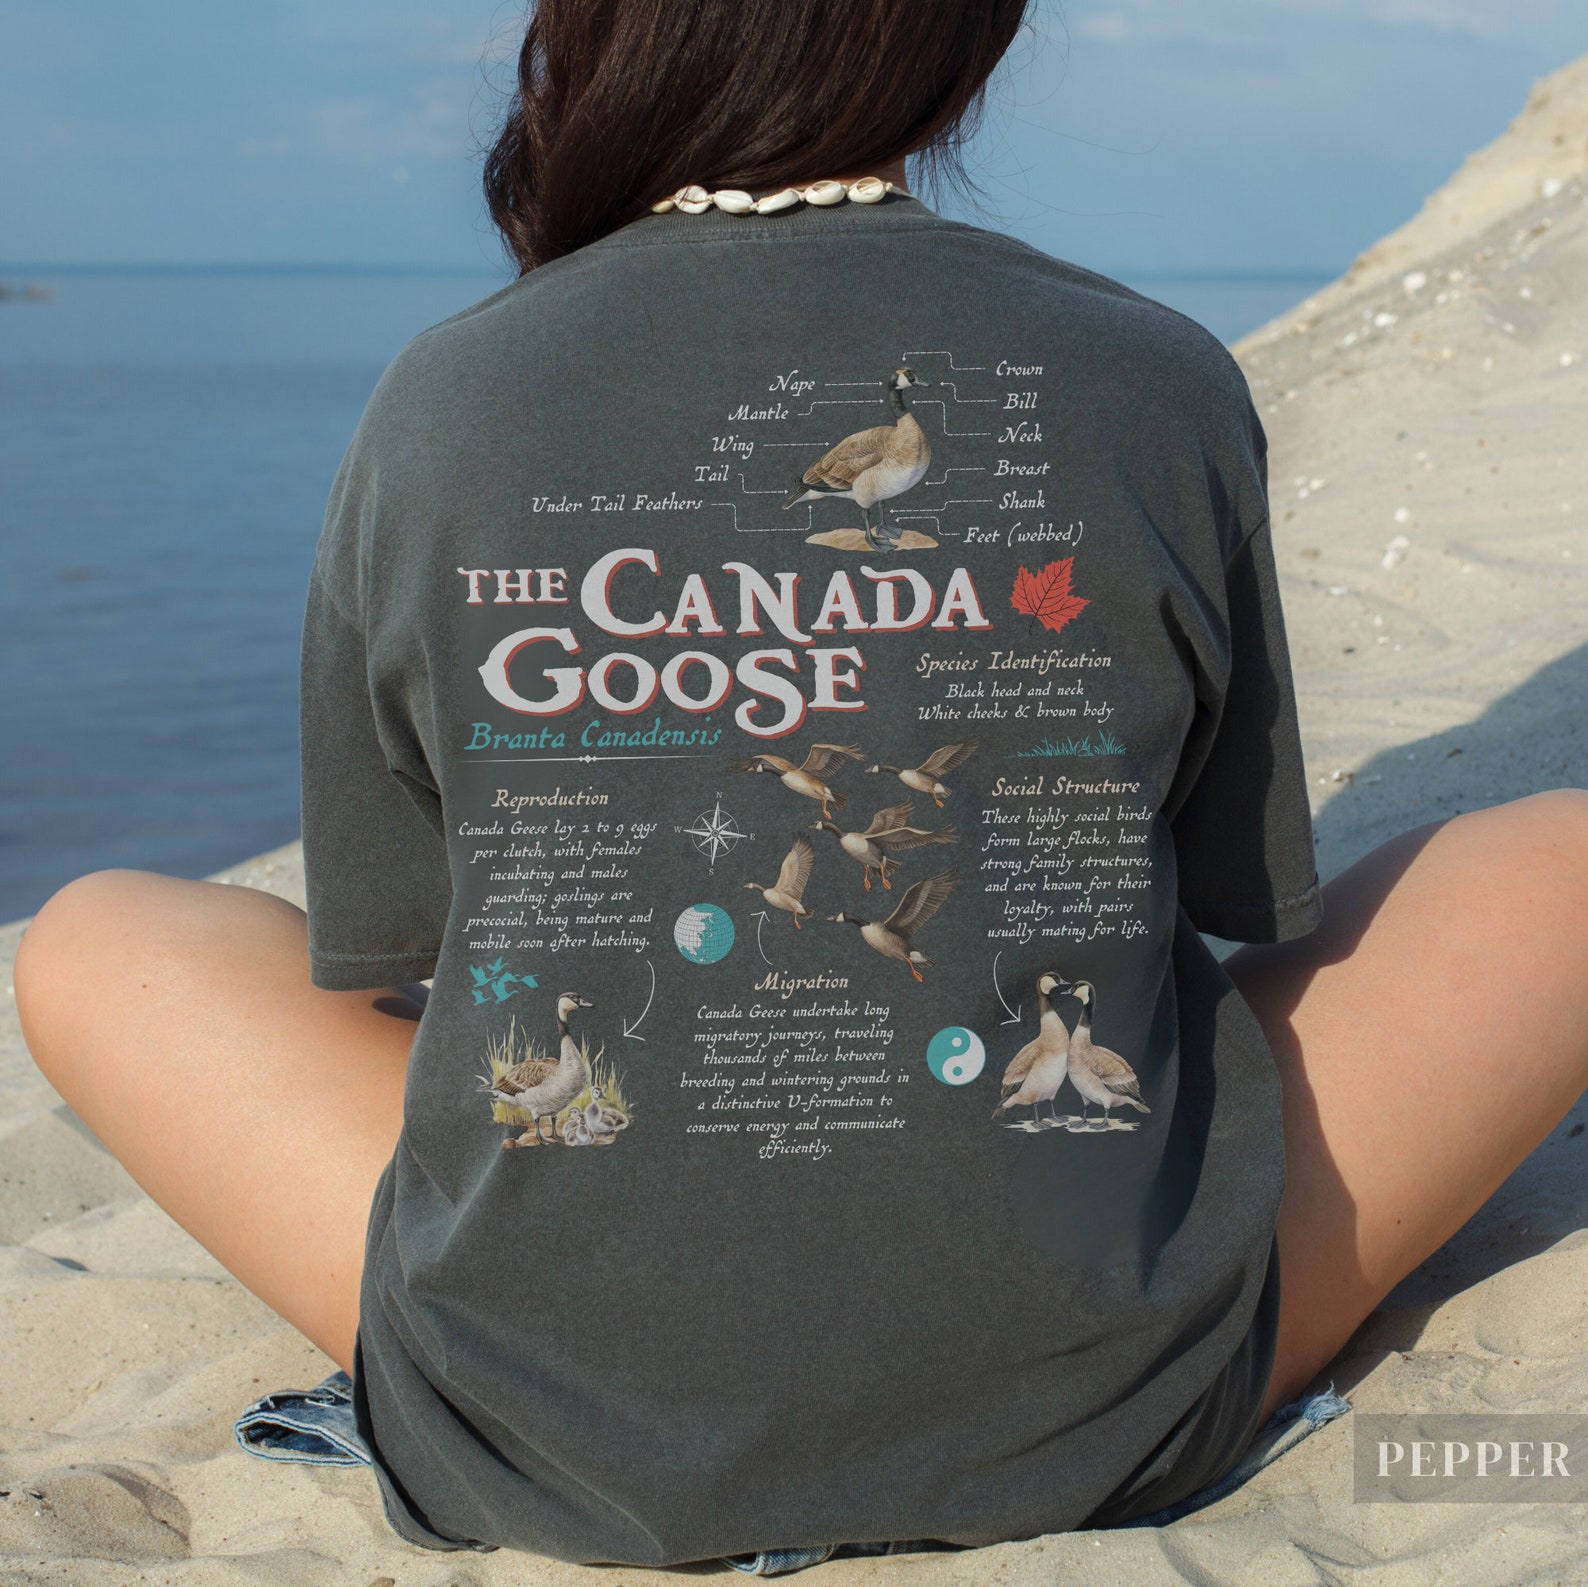 Crown
Nape
Bill
Mantle
Neck
Wing
Breast
Tail
Shank
Under Tail Feathers
Feet (webbed)
THE CANADA
GOOSE
Branta Canadensis
Species Identification
Black head and neck
White cheeks & brown body
Reproduction
Canada Geese lay 2 to 9 eggs
per clutch, with females
incubating and males
guarding; goslings are
precocial, being mature and
mobile soon after hatching.
N
W
E
S
Social Structure
These highly social birds
form large flocks, have
strong family structures,
and are known for their
loyalty, with pairs
usually mating for life.
Migration
Canada Geese undertake long
migratory journeys, traveling
thousands of miles between
breeding and wintering grounds in
a distinctive V-formation to
conserve energy and communicate
efficiently.
PEPPER